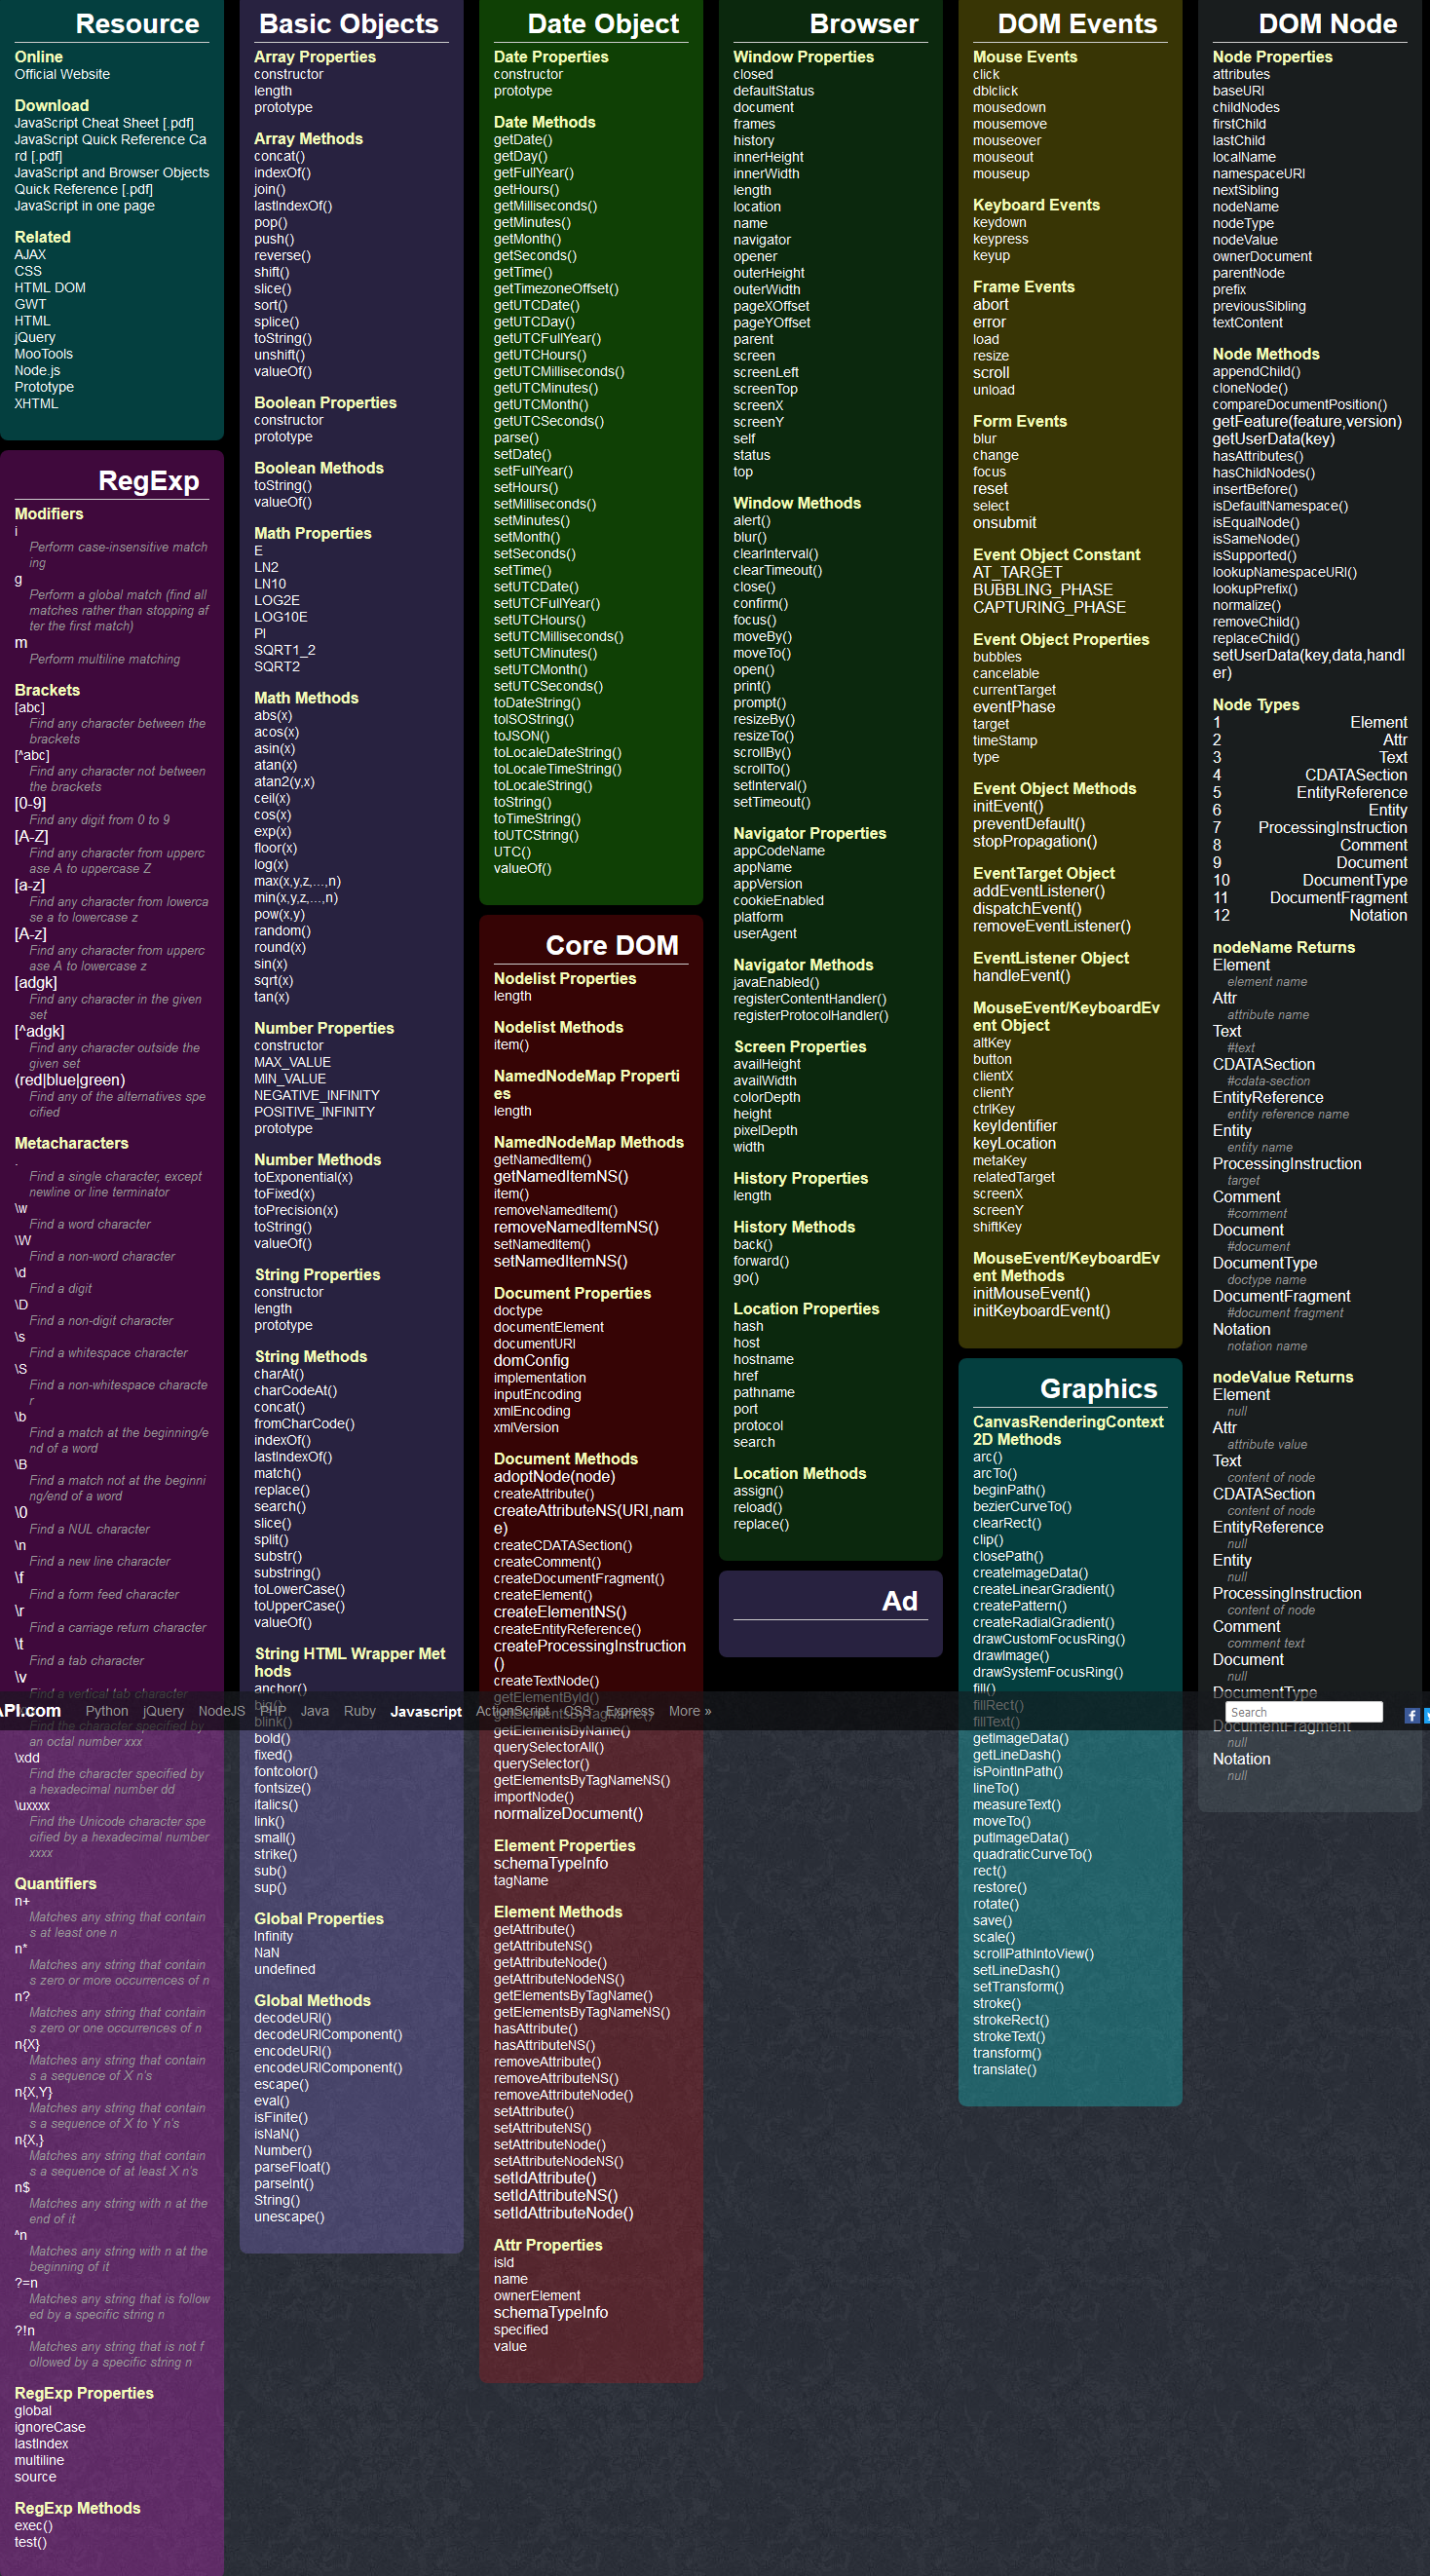 Resource
Online
Official Website
Download
JavaScript Cheat Sheet [.pdf]
JavaScript Quick Reference Ca
rd [.pdf]
JavaScript and Browser Objects
Quick Reference [.pdf]
JavaScript in one page
Related
AJAX
CSS
HTML DOM
GWT
HTML
jQuery
MooTools
Node.js
Prototype
XHTML
RegExp
Modifiers
i
Perform case-insensitive match
ing
g
Perform a global match (find all
matches rather than stopping af
ter the first match)
m
Perform multiline matching
Brackets
[abc]
Find any character between the
brackets
[^abc]
Find any character not between
the brackets
[0-9]
Find any digit from 0 to 9
[A-Z]
Find any character from upperc
ase A to uppercase Z
[a-z]
Find any character from lowerca
se a to lowercase z
[A-z]
Find any character from upperc
ase A to lowercase z
[adgk]
Find any character in the given
set
[^adgk]
Find any character outside the
given set
(red|blue|green)
Find any of the alternatives spe
cified
Metacharacters
.
Find a single character, except
newline or line terminator
\w
Find a word character
\W
Find a non-word character
\d
Find a digit
\D
Find a non-digit character
\s
Find a whitespace character
\S
Find a non-whitespace characte
r
\b
Find a match at the beginning/e
nd of a word
\B
Find a match not at the beginni
ng/end of a word
\0
Find a NUL character
\n
Find a new line character
\f
Find a form feed character
\r
Find a carriage return character
\t
Find a tab character
\v
Find a vertical tab character
Find the character specified by
an octal number xxx
\xdd
Find the character specified by
a hexadecimal number dd
\uxxxx
Find the Unicode character spe
cified by a hexadecimal number
xxxx
Quantifiers
n+
Matches any string that contain
s at least one n
n*
Matches any string that contain
s zero or more occurrences of n
n?
Matches any string that contain
s zero or one occurrences of n
n{X}
Matches any string that contain
s a sequence of X n's
n{X,Y}
Matches any string that contain
s a sequence of X to Y n's
n{X,}
Matches any string that contain
s a sequence of at least X n's
n$
Matches any string with n at the
end of it
^n
Matches any string with n at the
beginning of it
?=n
Matches any string that is follow
ed by a specific string n
?!n
Matches any string that is not f
ollowed by a specific string n
RegExp Properties
global
ignoreCase
lastIndex
multiline
source
RegExp Methods
exec()
test()
Basic Objects
Array Properties
constructor
length
prototype
Array Methods
concat()
indexOf()
join()
lastIndexOf()
pop()
push()
reverse()
shift()
slice()
sort()
splice()
toString()
unshift()
valueOf()
Boolean Properties
constructor
prototype
Boolean Methods
toString()
valueOf()
Math Properties
E
LN2
LN10
LOG2E
LOG10E
PI
SQRT1_2
SQRT2
Math Methods
abs(x)
acos(x)
asin(x)
atan(x)
atan2(y,x)
ceil(x)
cos(x)
exp(x)
floor(x)
log(x)
max(x,y,z,...,n)
min(x,y,z,...,n)
pow(x,y)
random()
round(x)
sin(x)
sqrt(x)
tan(x)
Number Properties
constructor
MAX_VALUE
MIN_VALUE
NEGATIVE_INFINITY
POSITIVE_INFINITY
prototype
Number Methods
toExponential(x)
toFixed(x)
toPrecision(x)
toString()
valueOf()
String Properties
constructor
length
prototype
String Methods
charAt()
charCodeAt()
concat()
fromCharCode()
indexOf()
lastIndexOf()
match()
replace()
search()
slice()
split()
substr()
substring()
toLowerCase()
toUpperCase()
valueOf()
String HTML Wrapper Met
hods
anchor()
big()
blink()
bold()
fixed()
fontcolor()
fontsize()
italics()
link()
small()
strike()
sub()
sup()
Global Properties
Infinity
NaN
undefined
Global Methods
decodeURI()
decodeURIComponent()
encodeURI()
encodeURIComponent()
escape()
eval()
isFinite()
isNaN()
Number()
parseFloat()
parseInt()
String()
unescape()
Date Object
Date Properties
constructor
prototype
Date Methods
getDate()
getDay()
getFullYear()
getHours()
getMilliseconds()
getMinutes()
getMonth()
getSeconds()
getTime()
getTimezoneOffset()
getUTCDate()
getUTCDay()
getUTCFullYear()
getUTCHours()
getUTCMilliseconds()
getUTCMinutes()
getUTCMonth()
getUTCSeconds()
parse()
setDate()
setFullYear()
setHours()
setMilliseconds()
setMinutes()
setMonth()
setSeconds()
setTime()
setUTCDate()
setUTCFullYear()
setUTCHours()
setUTCMilliseconds()
setUTCMinutes()
setUTCMonth()
setUTCSeconds()
toDateString()
toISOString()
toJSON()
toLocaleDateString()
toLocaleTimeString()
toLocaleString()
toString()
toTimeString()
toUTCString()
UTC()
valueOf()
Core DOM
Nodelist Properties
length
Nodelist Methods
item()
NamedNodeMap Properti
es
length
NamedNodeMap Methods
getNamedItem()
getNamedItemNS()
item()
removeNamedItem()
removeNamedItemNS()
setNamedItem()
setNamedItemNS()
Document Properties
doctype
documentElement
documentURI
domConfig
implementation
inputEncoding
xmlEncoding
xmlVersion
Document Methods
adoptNode(node)
createAttribute()
createAttributeNS(URI,nam
e)
createCDATASection()
createComment()
createDocumentFragment()
createElement()
createElementNS()
createEntityReference()
createProcessingInstruction
()
createTextNode()
getElementById()
getElementsByTagName()
getElementsByName()
querySelectorAll()
querySelector()
getElementsByTagNameNS()
importNode()
normalizeDocument()
Element Properties
schemaTypeInfo
tagName
Element Methods
getAttribute()
getAttributeNS()
getAttributeNode()
getAttributeNodeNS()
getElementsByTagName()
getElementsByTagNameNS()
hasAttribute()
hasAttributeNS()
removeAttribute()
removeAttributeNS()
removeAttributeNode()
setAttribute()
setAttributeNS()
setAttributeNode()
setAttributeNodeNS()
setIdAttribute()
setIdAttributeNS()
setIdAttributeNode()
Attr Properties
isId
name
ownerElement
schemaTypeInfo
specified
value
Browser
Window Properties
closed
defaultStatus
document
frames
history
innerHeight
innerWidth
length
location
name
navigator
opener
outerHeight
outerWidth
pageXOffset
pageYOffset
parent
screen
screenLeft
screenTop
screenX
screenY
self
status
top
Window Methods
alert()
blur()
clearInterval()
clearTimeout()
close()
confirm()
focus()
moveBy()
moveTo()
open()
print()
prompt()
resizeBy()
resizeTo()
scrollBy()
scrollTo()
setInterval()
setTimeout()
Navigator Properties
appCodeName
appName
appVersion
cookieEnabled
platform
userAgent
Navigator Methods
javaEnabled()
registerContentHandler()
registerProtocolHandler()
Screen Properties
availHeight
availWidth
colorDepth
height
pixelDepth
width
History Properties
length
History Methods
back()
forward()
go()
Location Properties
hash
host
hostname
href
pathname
port
protocol
search
Location Methods
assign()
reload()
replace()
Ad
DOM Events
Mouse Events
click
dblclick
mousedown
mousemove
mouseover
mouseout
mouseup
Keyboard Events
keydown
keypress
keyup
Frame Events
abort
error
load
resize
scroll
unload
Form Events
blur
change
focus
reset
select
onsubmit
Event Object Constant
AT_TARGET
BUBBLING_PHASE
CAPTURING_PHASE
Event Object Properties
bubbles
cancelable
currentTarget
eventPhase
target
timeStamp
type
Event Object Methods
initEvent()
preventDefault()
stopPropagation()
EventTarget Object
addEventListener()
dispatchEvent()
removeEventListener()
EventListener Object
handleEvent()
MouseEvent/KeyboardEv
ent Object
altKey
button
clientX
clientY
ctrlKey
keyIdentifier
keyLocation
metaKey
relatedTarget
screenX
screenY
shiftKey
MouseEvent/KeyboardEv
ent Methods
initMouseEvent()
initKeyboardEvent()
Graphics
CanvasRenderingContext
2D Methods
arc()
arcTo()
beginPath()
bezierCurveTo()
clearRect()
clip()
closePath()
createImageData()
createLinearGradient()
createPattern()
createRadialGradient()
drawCustomFocusRing()
drawImage()
drawSystemFocusRing()
fill()
fillRect()
fillText()
getImageData()
getLineDash()
isPointInPath()
lineTo()
measureText()
moveTo()
putImageData()
quadraticCurveTo()
rect()
restore()
rotate()
save()
scale()
scrollPathIntoView()
setLineDash()
setTransform()
stroke()
strokeRect()
strokeText()
transform()
translate()
DOM Node
Node Properties
attributes
baseURI
childNodes
firstChild
lastChild
localName
namespaceURI
nextSibling
nodeName
nodeType
nodeValue
ownerDocument
parentNode
prefix
previousSibling
textContent
Node Methods
appendChild()
cloneNode()
compareDocumentPosition()
getFeature(feature,version)
getUserData(key)
hasAttributes()
hasChildNodes()
insertBefore()
isDefaultNamespace()
isEqualNode()
isSameNode()
isSupported()
lookupNamespaceURI()
lookupPrefix()
normalize()
removeChild()
replaceChild()
setUserData(key,data,handl
er)
Node Types
1 Element
2 Attr
3 Text
4 CDATASection
5 EntityReference
6 Entity
7 ProcessingInstruction
8 Comment
9 Document
10 DocumentType
11 DocumentFragment
12 Notation
nodeName Returns
Element
element name
Attr
attribute name
Text
#text
CDATASection
#cdata-section
EntityReference
entity reference name
Entity
entity name
ProcessingInstruction
target
Comment
#comment
Document
#document
DocumentType
doctype name
DocumentFragment
#document fragment
Notation
notation name
nodeValue Returns
Element
null
Attr
attribute value
Text
content of node
CDATASection
content of node
EntityReference
null
Entity
null
ProcessingInstruction
content of node
Comment
comment text
Document
null
DocumentType
DocumentFragment
null
Notation
null
API.com Python jQuery NodeJS PHP Java Ruby Javascript ActionScript CSS Express More » Search